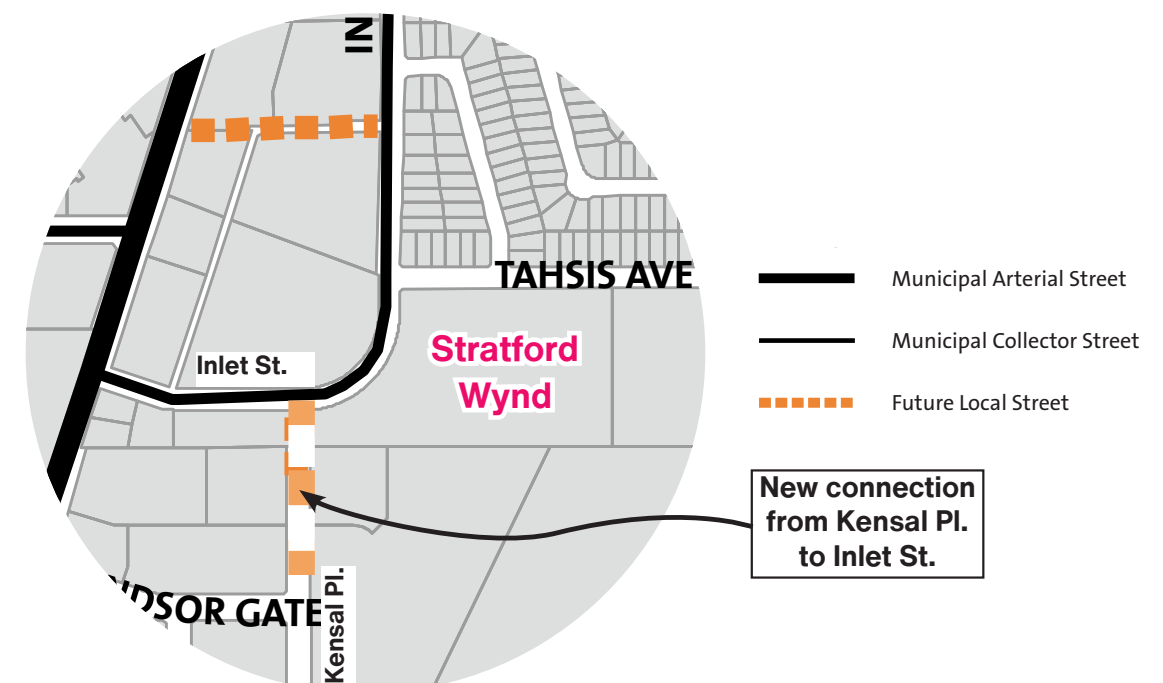 IN
TAHSIS AVE
Municipal Arterial Street
Inlet St.
Stratford
Wynd
Municipal Collector Street
Future Local Street
New connection
from Kensal Pl.
to Inlet St.
GATE
Kensal Pl.